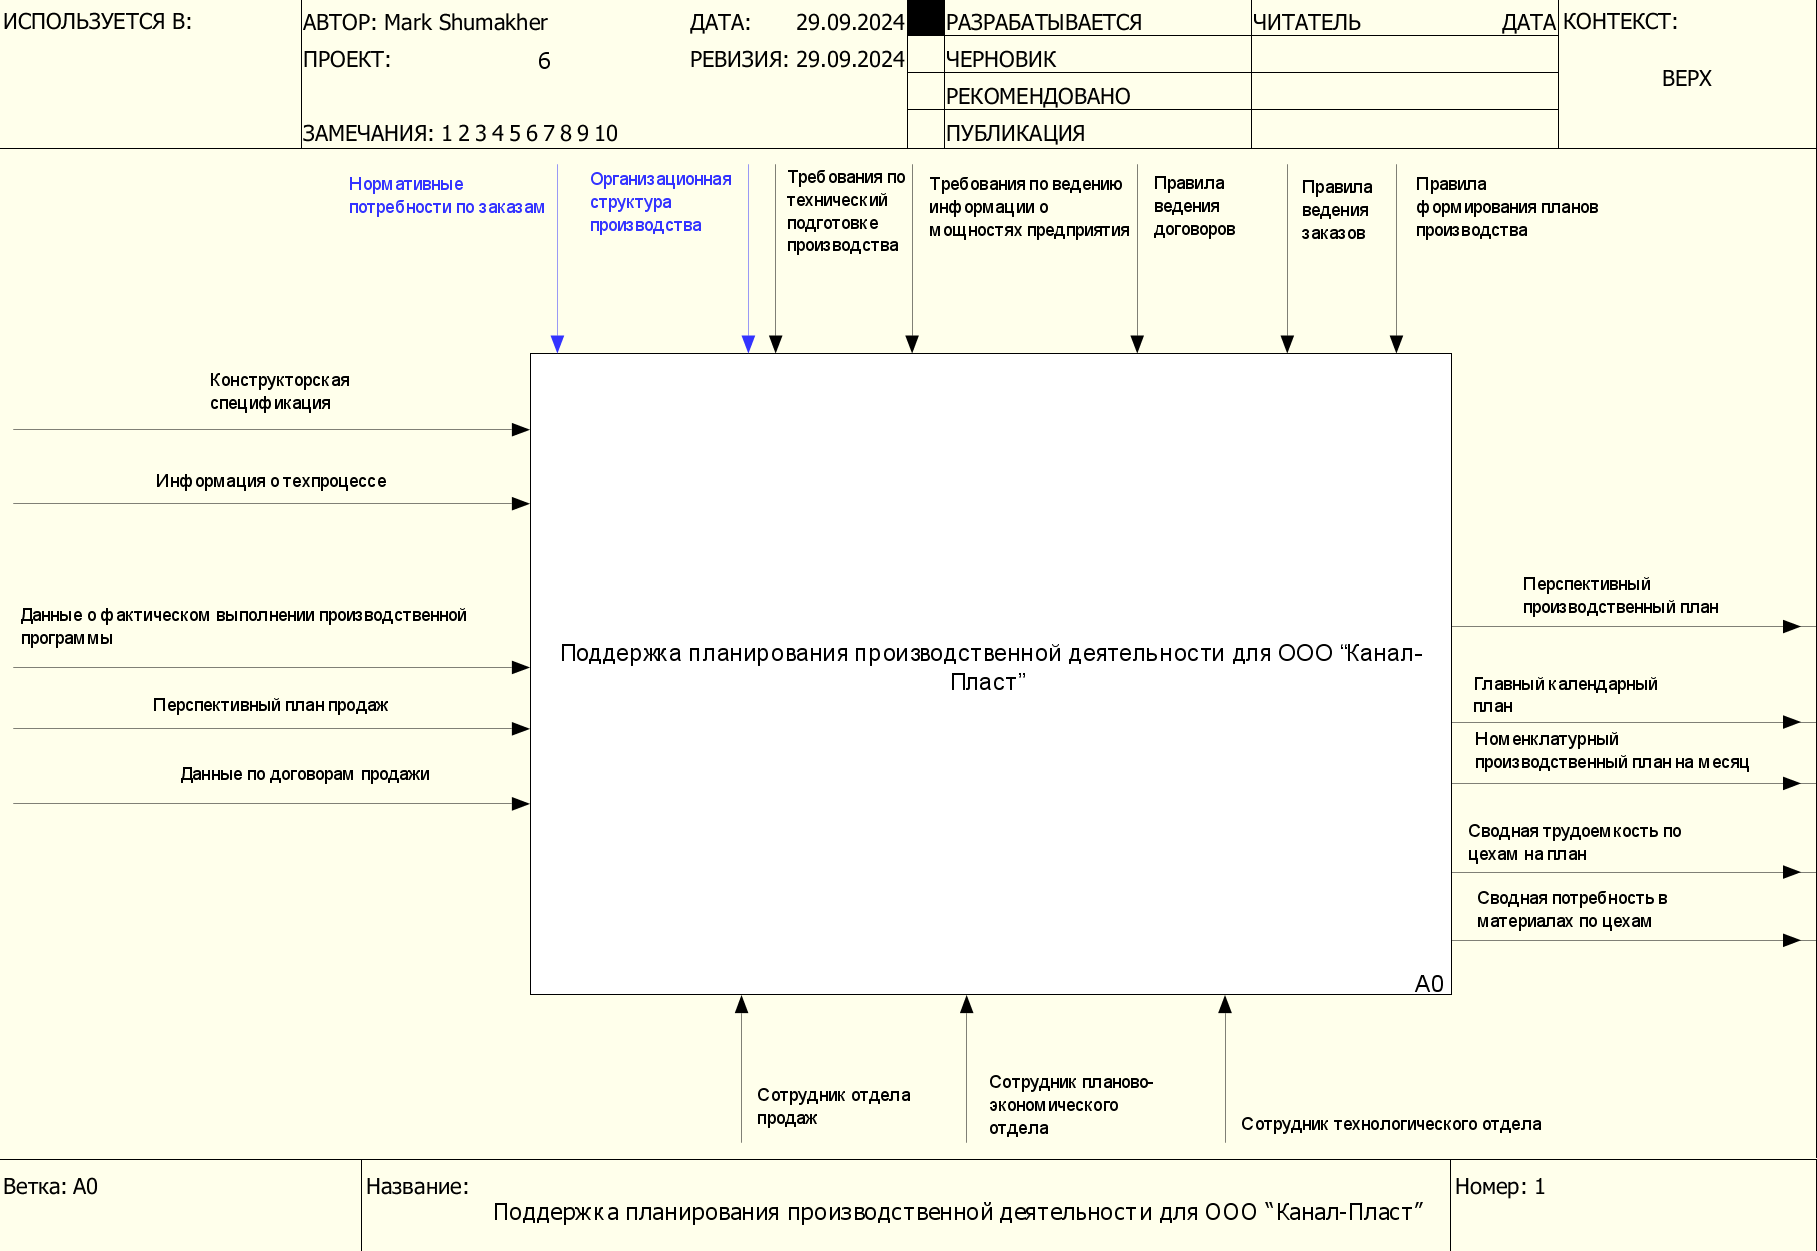 ИСПОЛЬЗУЕТСЯ В:
АВТОР: Mark Shumakher
ДАТА: 29.09.2024
РАЗРАБАТЫВАЕТСЯ
ЧИТАТЕЛЬ
ДАТА
КОНТЕКСТ:
ПРОЕКТ: 6
РЕВИЗИЯ: 29.09.2024
ЧЕРНОВИК
ВЕРХ
РЕКОМЕНДОВАНО
ЗАМЕЧАНИЯ: 1 2 3 4 5 6 7 8 9 10
ПУБЛИКАЦИЯ
Нормативные
потребности по заказам
Организационная
структура
производства
Требования по
технический
подготовке
производства
Требования по ведению
информации о
мощностях предприятия
Правила
ведения
договоров
Правила
ведения
заказов
Правила
формирования планов
производства
Конструкторская
спецификация
Информация о техпроцессе
Данные о фактическом выполнении производственной
программы
Перспективный план продаж
Данные по договорам продажи
Поддержка планирования производственной деятельности для ООО “Канал-
Пласт”
A0
Перспективный
производственный план
Главный календарный
план
Номенклатурный
производственный план на месяц
Сводная трудоемкость по
цехам на план
Сводная потребность в
материалах по цехам
Сотрудник отдела
продаж
Сотрудник планово-
экономического
отдела
Сотрудник технологического отдела
Ветка: A0
Название:
Поддержка планирования производственной деятельности для ООО “Канал-Пласт”
Номер: 1